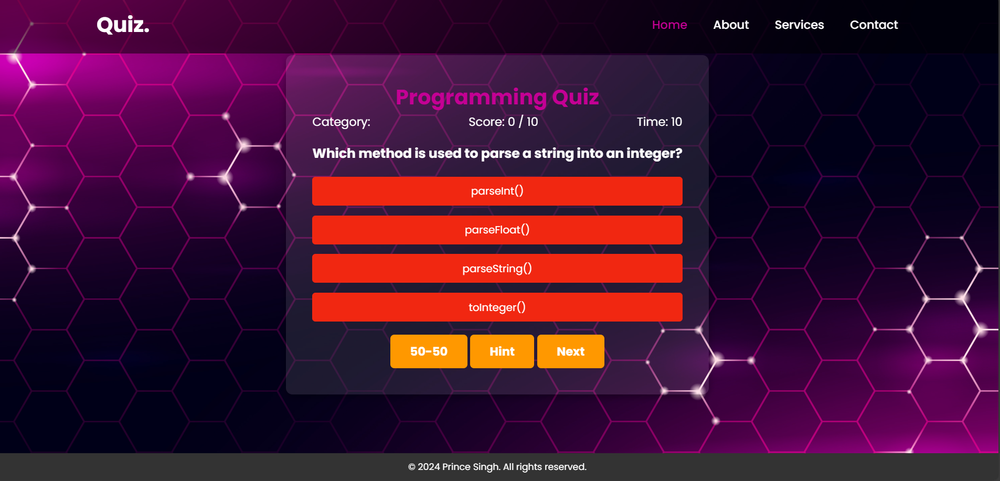 Quiz.
Home About Services Contact
Programming Quiz
Category: Score: 0 / 10 Time: 10
Which method is used to parse a string into an integer?
parseInt()
parseFloat()
parseString()
toInteger()
50-50 Hint Next
© 2024 Prince Singh. All rights reserved.